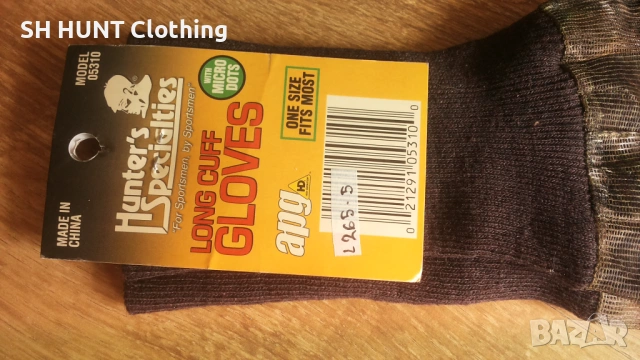 SH HUNT Clothing
MODEL
05310
MADE IN
CHINA
Hunter's
Specialties
"For Sportsmen by Sportsmen"
LONG CUFF
GLOVES
WITH
MICRO
DOTS
ONE SIZE
FITS MOST
apg HD
L265-5
0 21291 05310 0
BAZAR